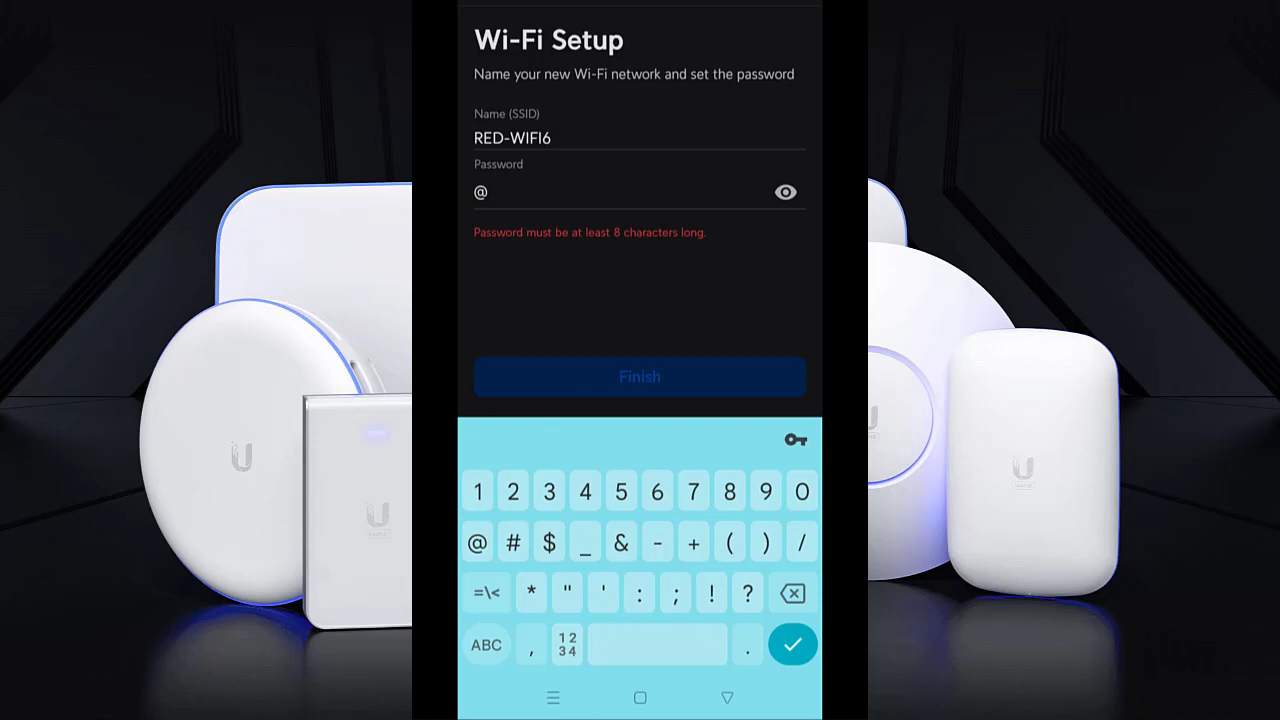 Wi-Fi Setup
Name your new Wi-Fi network and set the password
Name (SSID)
RED-WIFI6
Password
@
Password must be at least 8 characters long.
Finish
1 2 3 4 5 6 7 8 9 0
@ # $ _ & - + ( ) /
=\< * " ' : ; ! ?
ABC , 12 34 .